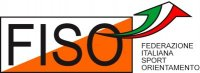 FISO
FEDERAZIONE
ITALIANA
SPORT
ORIENTAMENTO